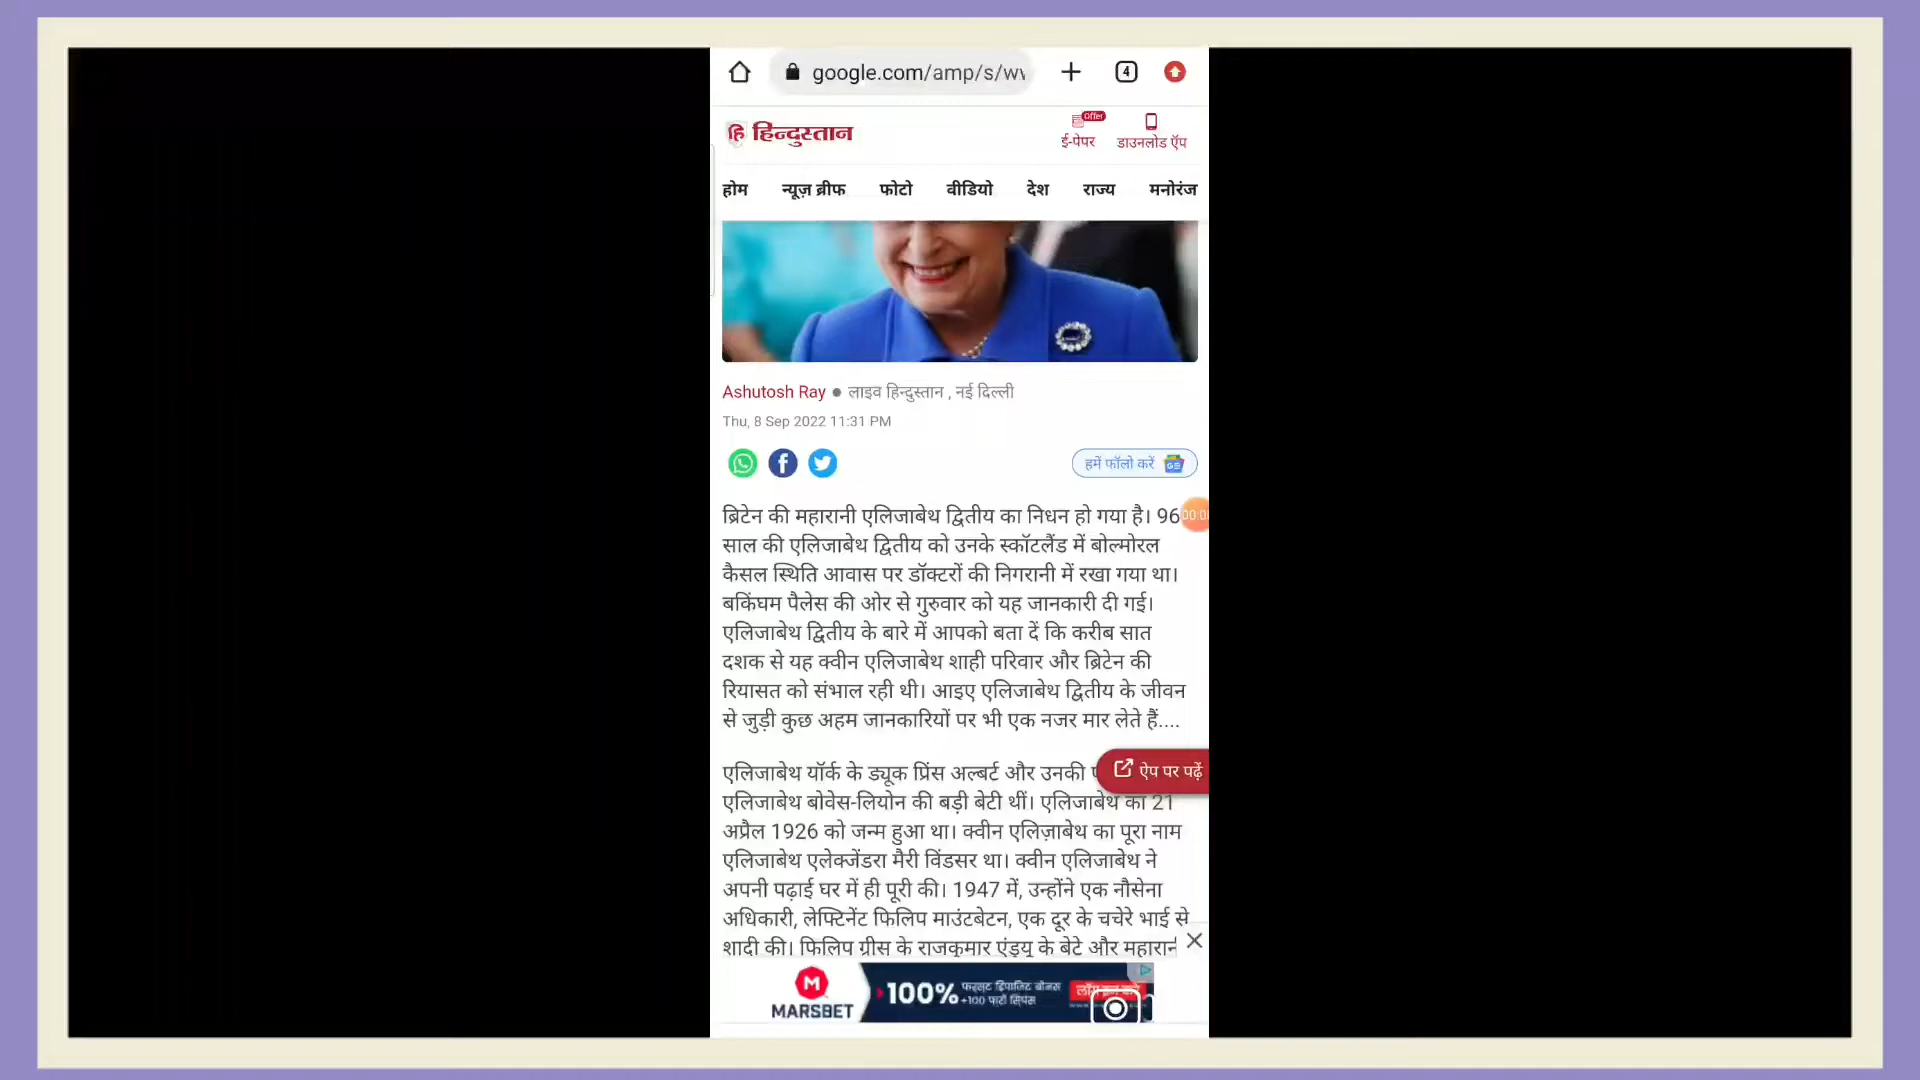 google.com/amp/s/
4
हि हिन्दुस्तान
Offer
ई-पेपर
डाउनलोड ऍप
होम न्यूज़ ब्रीफ फोटो वीडियो देश राज्य मनोरंज
Ashutosh Ray ● लाइव हिन्दुस्तान , नई दिल्ली
Thu, 8 Sep 2022 11:31 PM
हमें फॉलो करें
ब्रिटेन की महारानी एलिजाबेथ द्वितीय का निधन हो गया है। 96
साल की एलिजाबेथ द्वितीय को उनके स्कॉटलैंड में बोल्मोरल
कैसल स्थिति आवास पर डॉक्टरों की निगरानी में रखा गया था।
बकिंघम पैलेस की ओर से गुरुवार को यह जानकारी दी गई।
एलिजाबेथ द्वितीय के बारे में आपको बता दें कि करीब सात
दशक से यह क्वीन एलिजाबेथ शाही परिवार और ब्रिटेन की
रियासत को संभाल रही थी। आइए एलिजाबेथ द्वितीय के जीवन
से जुड़ी कुछ अहम जानकारियों पर भी एक नजर मार लेते हैं....
ऐप पर पढ़ें
एलिजाबेथ यॉर्क के ड्यूक प्रिंस अल्बर्ट और उनकी
एलिजाबेथ बोवेस-लियोन की बड़ी बेटी थीं। एलिजाबेथ का 21
अप्रैल 1926 को जन्म हुआ था। क्वीन एलिज़ाबेथ का पूरा नाम
एलिजाबेथ एलेक्जेंडरा मैरी विंडसर था। क्वीन एलिजाबेथ ने
अपनी पढ़ाई घर में ही पूरी की। 1947 में, उन्होंने एक नौसेना
अधिकारी, लेफ्टिनेंट फिलिप माउंटबेटन, एक दूर के चचेरे भाई से
शादी की। फिलिप ग्रीस के राजकुमार एंड्रयू के बेटे और
M
MARSBET
100% फर्स्ट डिपॉजिट बोनस
+100 फ्री स्पिंस